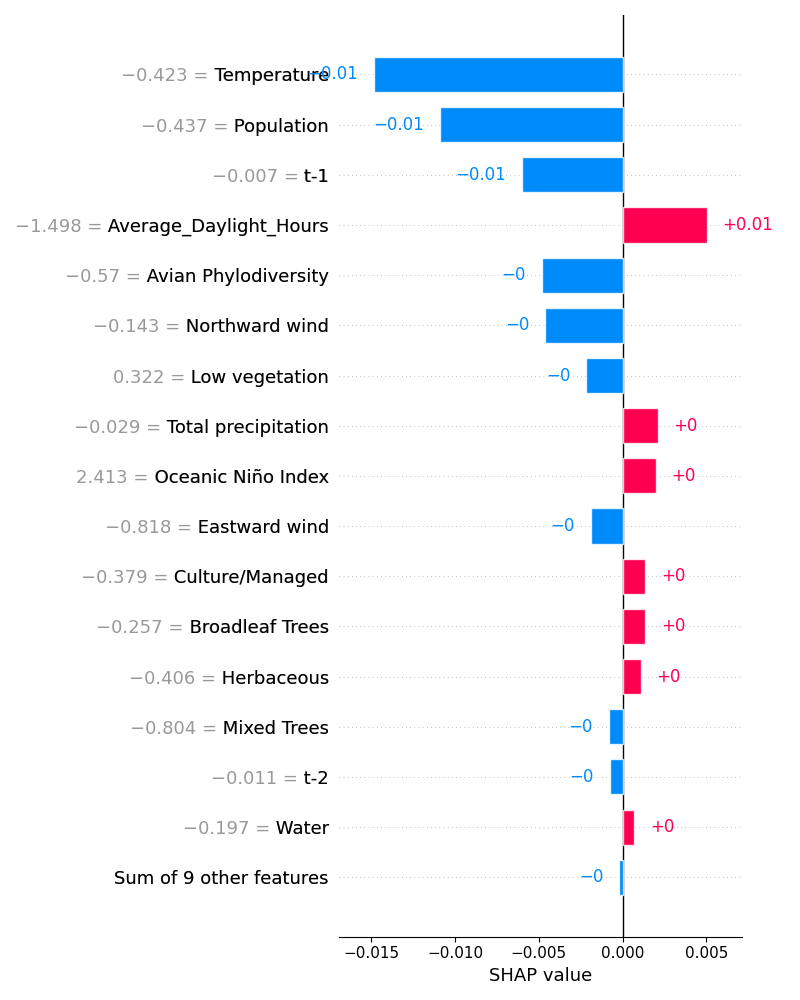 −0.423 = Temperature −0.01
−0.437 = Population −0.01
−0.007 = t-1 −0.01
−1.498 = Average_Daylight_Hours +0.01
−0.57 = Avian Phylodiversity −0
−0.143 = Northward wind −0
0.322 = Low vegetation −0
−0.029 = Total precipitation +0
2.413 = Oceanic Niño Index +0
−0.818 = Eastward wind −0
−0.379 = Culture/Managed +0
−0.257 = Broadleaf Trees +0
−0.406 = Herbaceous +0
−0.804 = Mixed Trees −0
−0.011 = t-2 −0
−0.197 = Water +0
Sum of 9 other features −0
−0.015 −0.010 −0.005 0.000 0.005
SHAP value